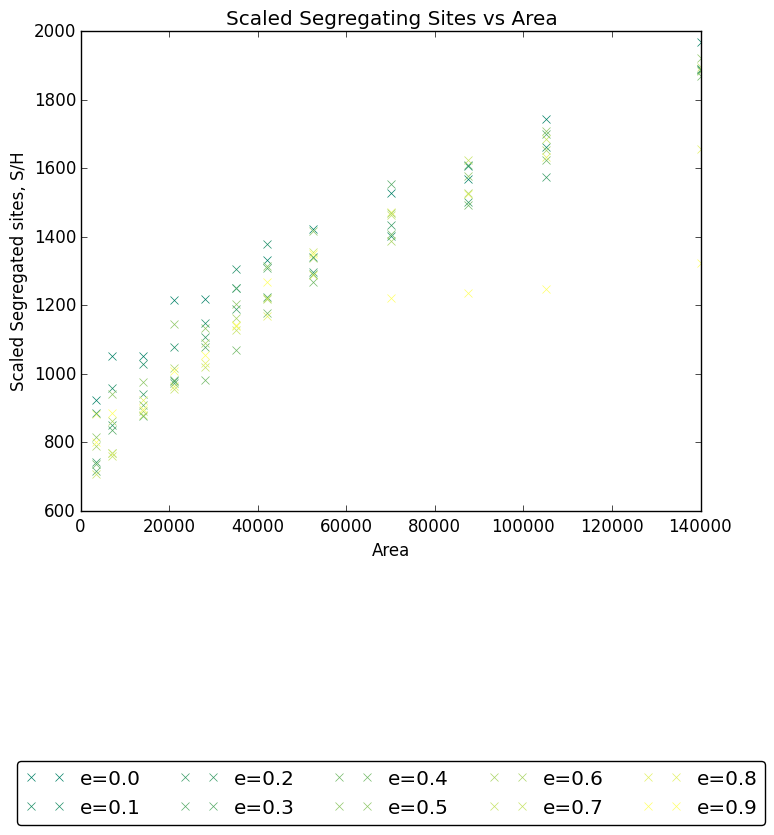 Scaled Segregating Sites vs Area
2000
1800
1600
1400
1200
1000
800
600
Scaled Segregated sites, S/H
0 20000 40000 60000 80000 100000 120000 140000
Area
e=0.0 e=0.2 e=0.4 e=0.6 e=0.8
e=0.1 e=0.3 e=0.5 e=0.7 e=0.9